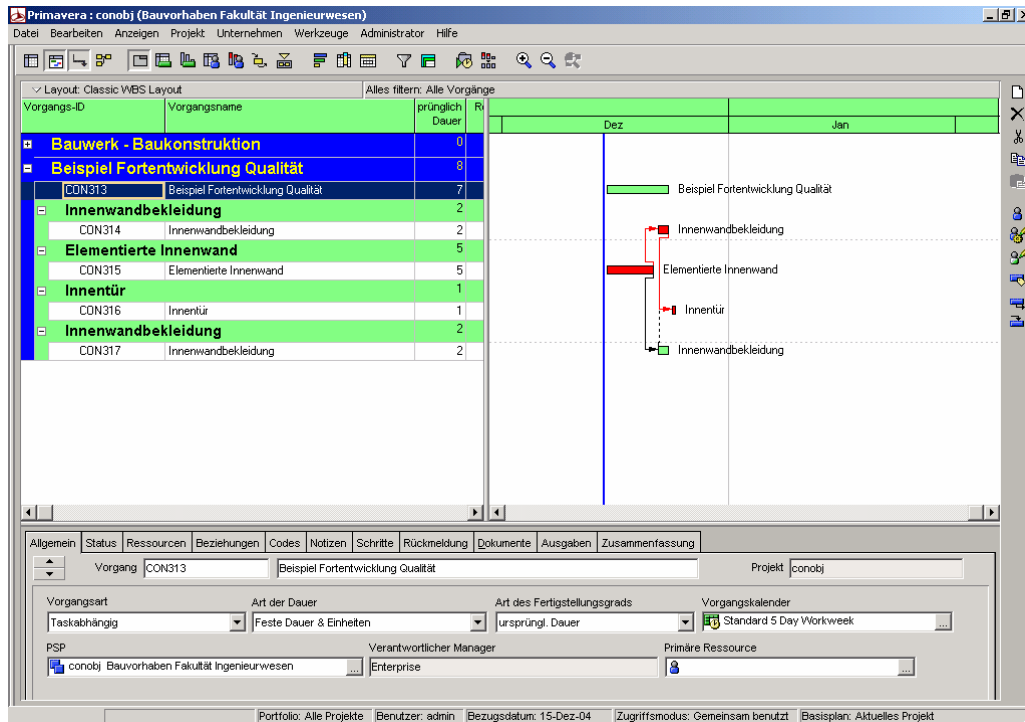 Primavera : conobj (Bauvorhaben Fakultät Ingenieurwesen)
Datei Bearbeiten Anzeigen Projekt Unternehmen Werkzeuge Administrator Hilfe
Layout: Classic WBS Layout Alles filtern: Alle Vorgänge
Vorgangs-ID Vorgangsname prünglich Dauer
Dez Jan
Bauwerk - Baukonstruktion 0
Beispiel Fortentwicklung Qualität 8
CON313 Beispiel Fortentwicklung Qualität 7 Beispiel Fortentwicklung Qualität
Innenwandbekleidung 2
CON314 Innenwandbekleidung 2 Innenwandbekleidung
Elementierte Innenwand 5
CON315 Elementierte Innenwand 5 Elementierte Innenwand
Innentür 1
CON316 Innentür 1 Innentür
Innenwandbekleidung 2
CON317 Innenwandbekleidung 2 Innenwandbekleidung
Allgemein Status Ressourcen Beziehungen Codes Notizen Schritte Rückmeldung Dokumente Ausgaben Zusammenfassung
Vorgang CON313 Beispiel Fortentwicklung Qualität Projekt conobj
Vorgangsart Art der Dauer Art des Fertigstellungsgrads Vorgangskalender
Taskabhängig Feste Dauer & Einheiten ursprüngl. Dauer Standard 5 Day Workweek ...
PSP Verantwortlicher Manager Primäre Ressource
conobj Bauvorhaben Fakultät Ingenieurwesen ... Enterprise ...
Portfolio: Alle Projekte Benutzer: admin Bezugsdatum: 15-Dez-04 Zugriffsmodus: Gemeinsam benutzt Basisplan: Aktuelles Projekt